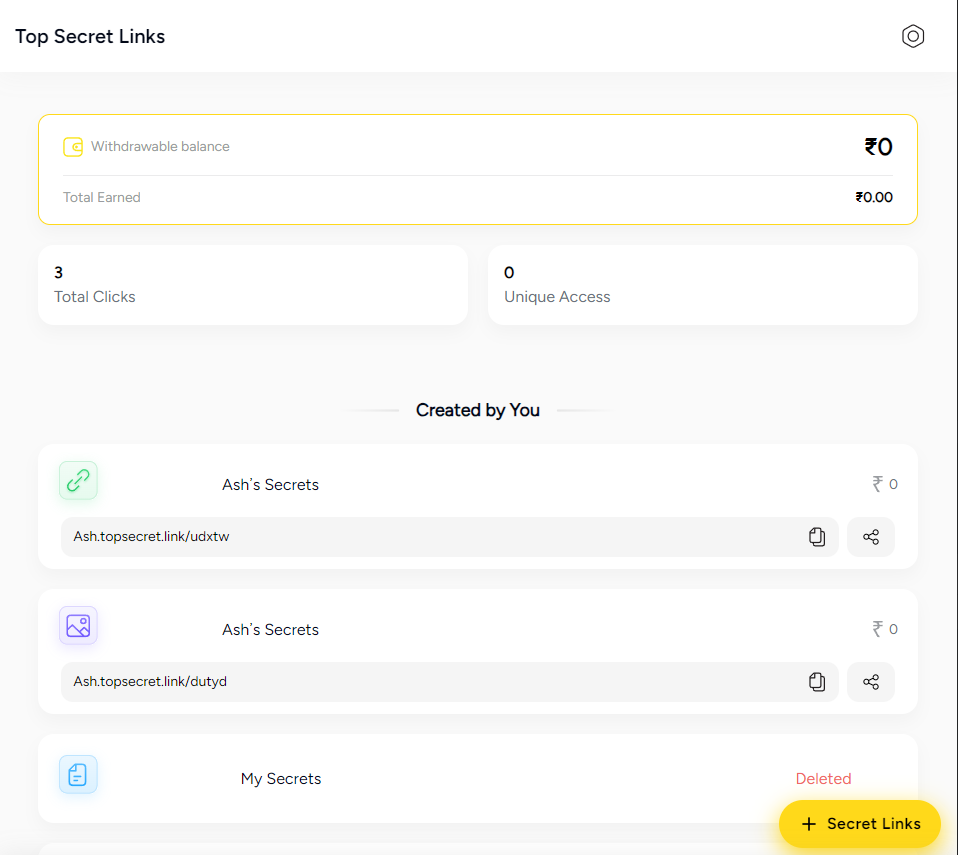 Top Secret Links
Withdrawable balance ₹0
Total Earned ₹0.00
3
Total Clicks
0
Unique Access
Created by You
Ash's Secrets ₹ 0
Ash.topsecret.link/udxtw
Ash's Secrets ₹ 0
Ash.topsecret.link/dutyd
My Secrets Deleted
+ Secret Links